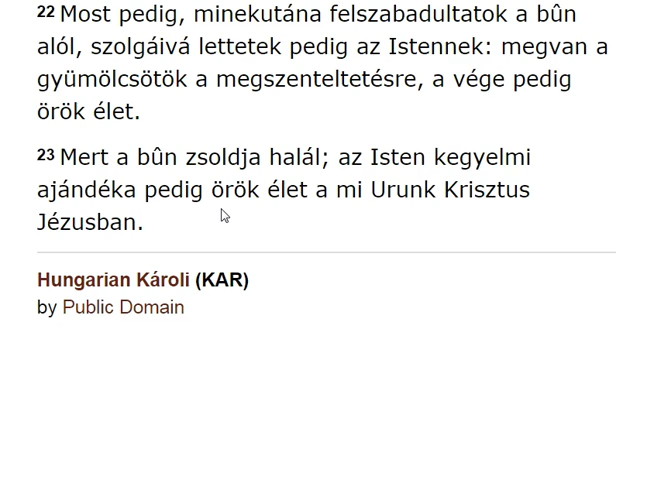 22 Most pedig, minekutána felszabadultatok a bûn
alól, szolgáivá lettetek pedig az Istennek: megvan a
gyümölcsötök a megszenteltetésre, a vége pedig
örök élet.
23 Mert a bûn zsoldja halál; az Isten kegyelmi
ajándéka pedig örök élet a mi Urunk Krisztus
Jézusban.
Hungarian Károli (KAR)
by Public Domain